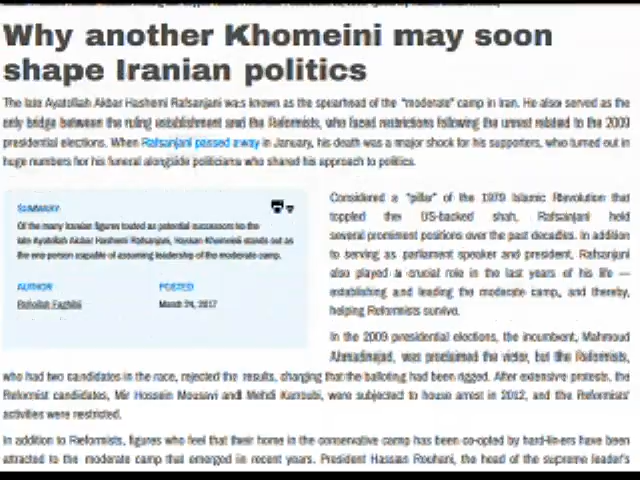 Why another Khomeini may soon
shape Iranian politics
The late Ayatollah Akbar Hashemi Rafsanjani was known as the spearhead of the "moderate" camp in Iran. He also served as the
only bridge between the ruling establishment and the Reformists, who faced restrictions following the unrest related to the 2009
presidential elections. When Rafsanjani passed away in January, his death was a major shock for his supporters, who turned out in
huge numbers for his funeral alongside politicians who shared his approach to politics.
SUMMARY
Of the many Iranian figures touted as potential successors to the
late Ayatollah Akbar Hashemi Rafsanjani, Hassan Khomeini stands out as
the one person capable of assuming leadership of the moderate camp.
AUTHOR
POSTED
Rohollah Faghihi
March 24, 2017
Considered a "pillar" of the 1979 Islamic Revolution that
toppled the US-backed shah, Rafsanjani held
several prominent positions over the past decades. In addition
to serving as parliament speaker and president, Rafsanjani
also played a crucial role in the last years of his life —
establishing and leading the moderate camp, and thereby,
helping Reformists survive.
In the 2009 presidential elections, the incumbent, Mahmoud
Ahmadinejad, was proclaimed the victor, but the Reformists,
who had two candidates in the race, rejected the results, charging that the balloting had been rigged. After extensive protests, the
Reformist candidates, Mir Hossein Mousavi and Mehdi Karroubi, were subjected to house arrest in 2012, and the Reformists'
activities were restricted.
In addition to Reformists, figures who feel that their home in the conservative camp has been co-opted by hard-liners have been
attracted to the moderate camp that emerged in recent years. President Hassan Rouhani, the head of the supreme leader's